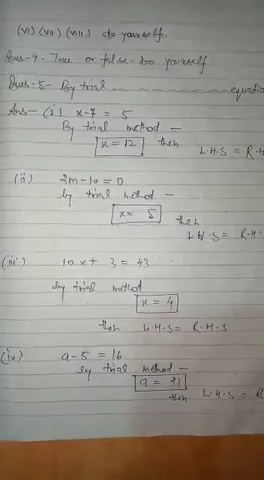 (vi) (vii) (viii) do yourself.
Ques-4- True or false- Do yourself.
Ques-5- By trial ---------- equation
Ans- (i) x-7 = 5
By trial method -
x=12 then
L.H.S = R.H
(ii) 2m-10=0
by trial method -
x= 5 then
L.H.S = R.H.
(iii) 10x+3=43
by trial method
x=4
then L.H.S= R.H.S
(iv) a-5 =16
by trial method -
a= 21
then L.H.S = R